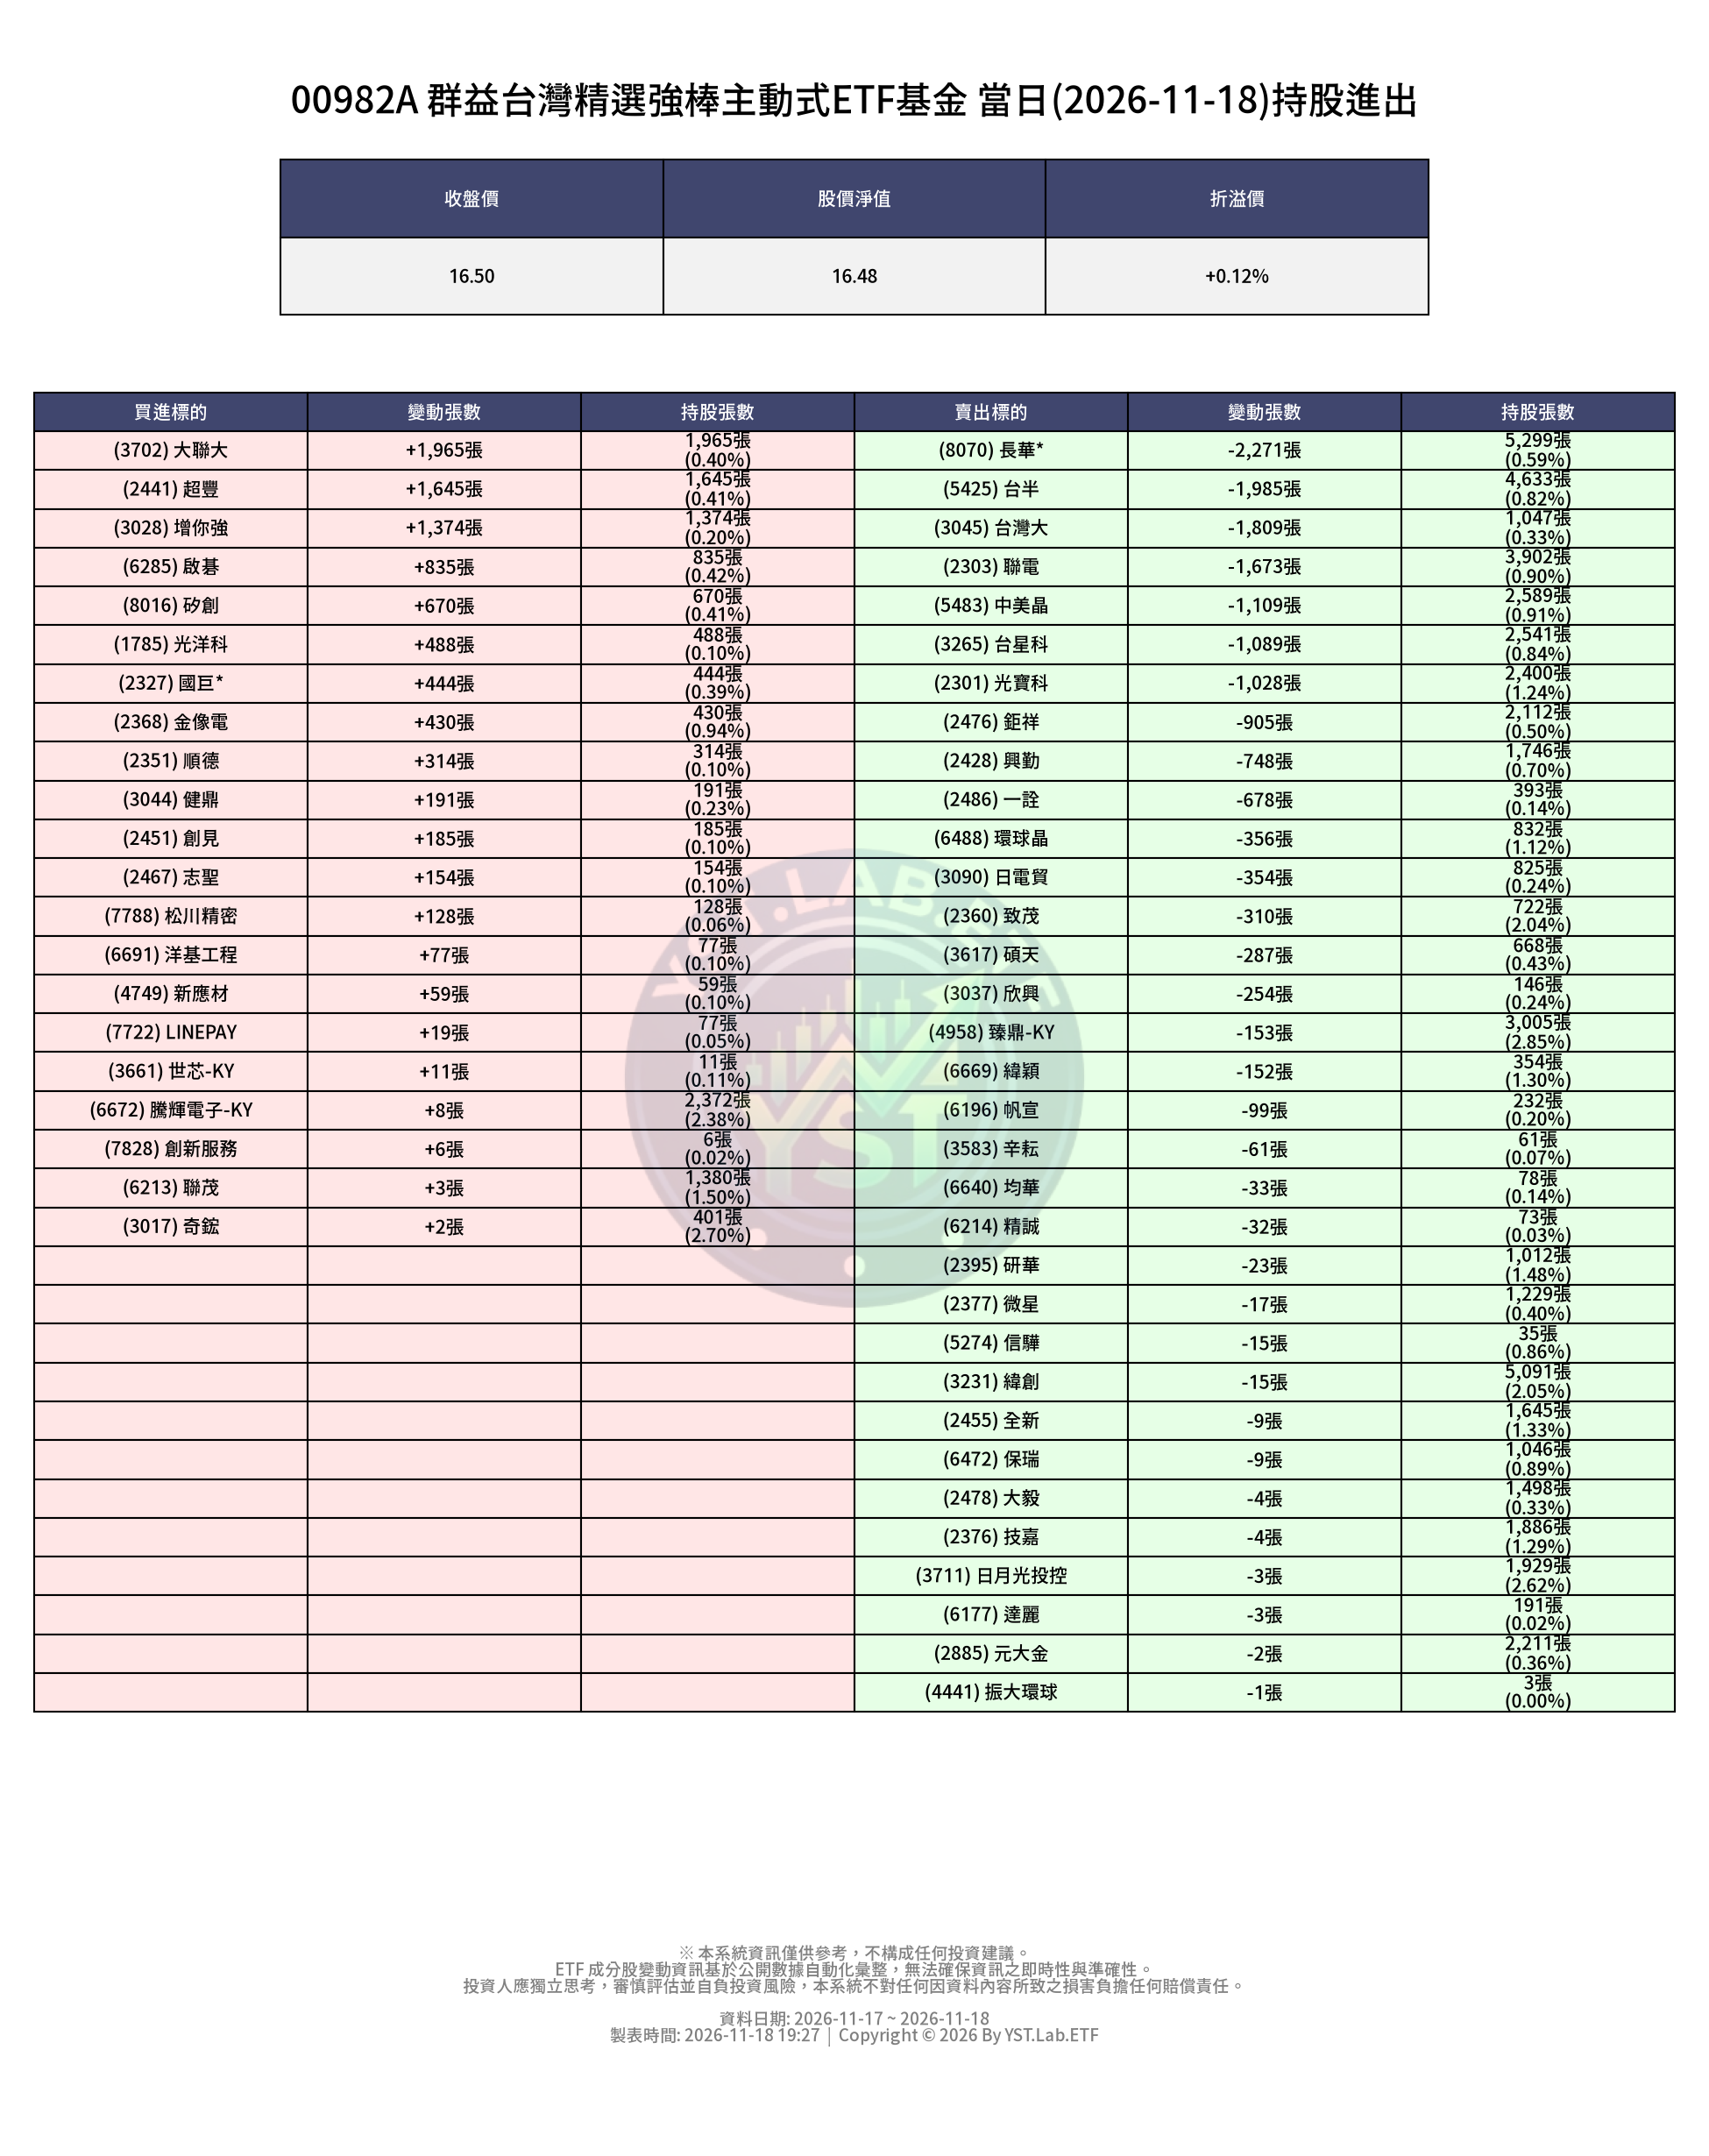 00982A 群益台灣精選強棒主動式ETF基金 當日(2026-11-18)持股進出
收盤價 股價淨值 折溢價
16.50 16.48 +0.12%
買進標的 變動張數 持股張數 賣出標的 變動張數 持股張數
(3702) 大聯大 +1,965張 1,965張 (0.40%) (8070) 長華* -2,271張 5,299張 (0.59%)
(2441) 超豐 +1,645張 1,645張 (0.41%) (5425) 台半 -1,985張 4,633張 (0.82%)
(3028) 增你強 +1,374張 1,374張 (0.20%) (3045) 台灣大 -1,809張 1,047張 (0.33%)
(6285) 啟碁 +835張 835張 (0.42%) (2303) 聯電 -1,673張 3,902張 (0.90%)
(8016) 矽創 +670張 670張 (0.41%) (5483) 中美晶 -1,109張 2,589張 (0.91%)
(1785) 光洋科 +488張 488張 (0.10%) (3265) 台星科 -1,089張 2,541張 (0.84%)
(2327) 國巨* +444張 444張 (0.39%) (2301) 光寶科 -1,028張 2,400張 (1.24%)
(2368) 金像電 +430張 430張 (0.94%) (2476) 鉅祥 -905張 2,112張 (0.50%)
(2351) 順德 +314張 314張 (0.10%) (2428) 興勤 -748張 1,746張 (0.70%)
(3044) 健鼎 +191張 191張 (0.23%) (2486) 一詮 -678張 393張 (0.14%)
(2451) 創見 +185張 185張 (0.10%) (6488) 環球晶 -356張 832張 (1.12%)
(2467) 志聖 +154張 154張 (0.10%) (3090) 日電貿 -354張 825張 (0.24%)
(7788) 松川精密 +128張 128張 (0.06%) (2360) 致茂 -310張 722張 (2.04%)
(6691) 洋基工程 +77張 77張 (0.10%) (3617) 碩天 -287張 668張 (0.43%)
(4749) 新應材 +59張 59張 (0.10%) (3037) 欣興 -254張 146張 (0.24%)
(7722) LINEPAY +19張 77張 (0.05%) (4958) 臻鼎-KY -153張 3,005張 (2.85%)
(3661) 世芯-KY +11張 11張 (0.11%) (6669) 緯穎 -152張 354張 (1.30%)
(6672) 騰輝電子-KY +8張 2,372張 (2.38%) (6196) 帆宣 -99張 232張 (0.20%)
(7828) 創新服務 +6張 6張 (0.02%) (3583) 辛耘 -61張 61張 (0.07%)
(6213) 聯茂 +3張 1,380張 (1.50%) (6640) 均華 -33張 78張 (0.14%)
(3017) 奇鋐 +2張 401張 (2.70%) (6214) 精誠 -32張 73張 (0.03%)
(2395) 研華 -23張 1,012張 (1.48%)
(2377) 微星 -17張 1,229張 (0.40%)
(5274) 信驊 -15張 35張 (0.86%)
(3231) 緯創 -15張 5,091張 (2.05%)
(2455) 全新 -9張 1,645張 (1.33%)
(6472) 保瑞 -9張 1,046張 (0.89%)
(2478) 大毅 -4張 1,498張 (0.33%)
(2376) 技嘉 -4張 1,886張 (1.29%)
(3711) 日月光投控 -3張 1,929張 (2.62%)
(6177) 達麗 -3張 191張 (0.02%)
(2885) 元大金 -2張 2,211張 (0.36%)
(4441) 振大環球 -1張 3張 (0.00%)
※ 本系統資訊僅供參考，不構成任何投資建議。
ETF 成分股變動資訊基於公開數據自動化彙整，無法確保資訊之即時性與準確性。
投資人應獨立思考，審慎評估並自負投資風險，本系統不對任何因資料內容所致之損害負擔任何賠償責任。
資料日期: 2026-11-17 ~ 2026-11-18
製表時間: 2026-11-18 19:27 │ Copyright © 2026 By YST.Lab.ETF
YST.LAB.ETF
YST